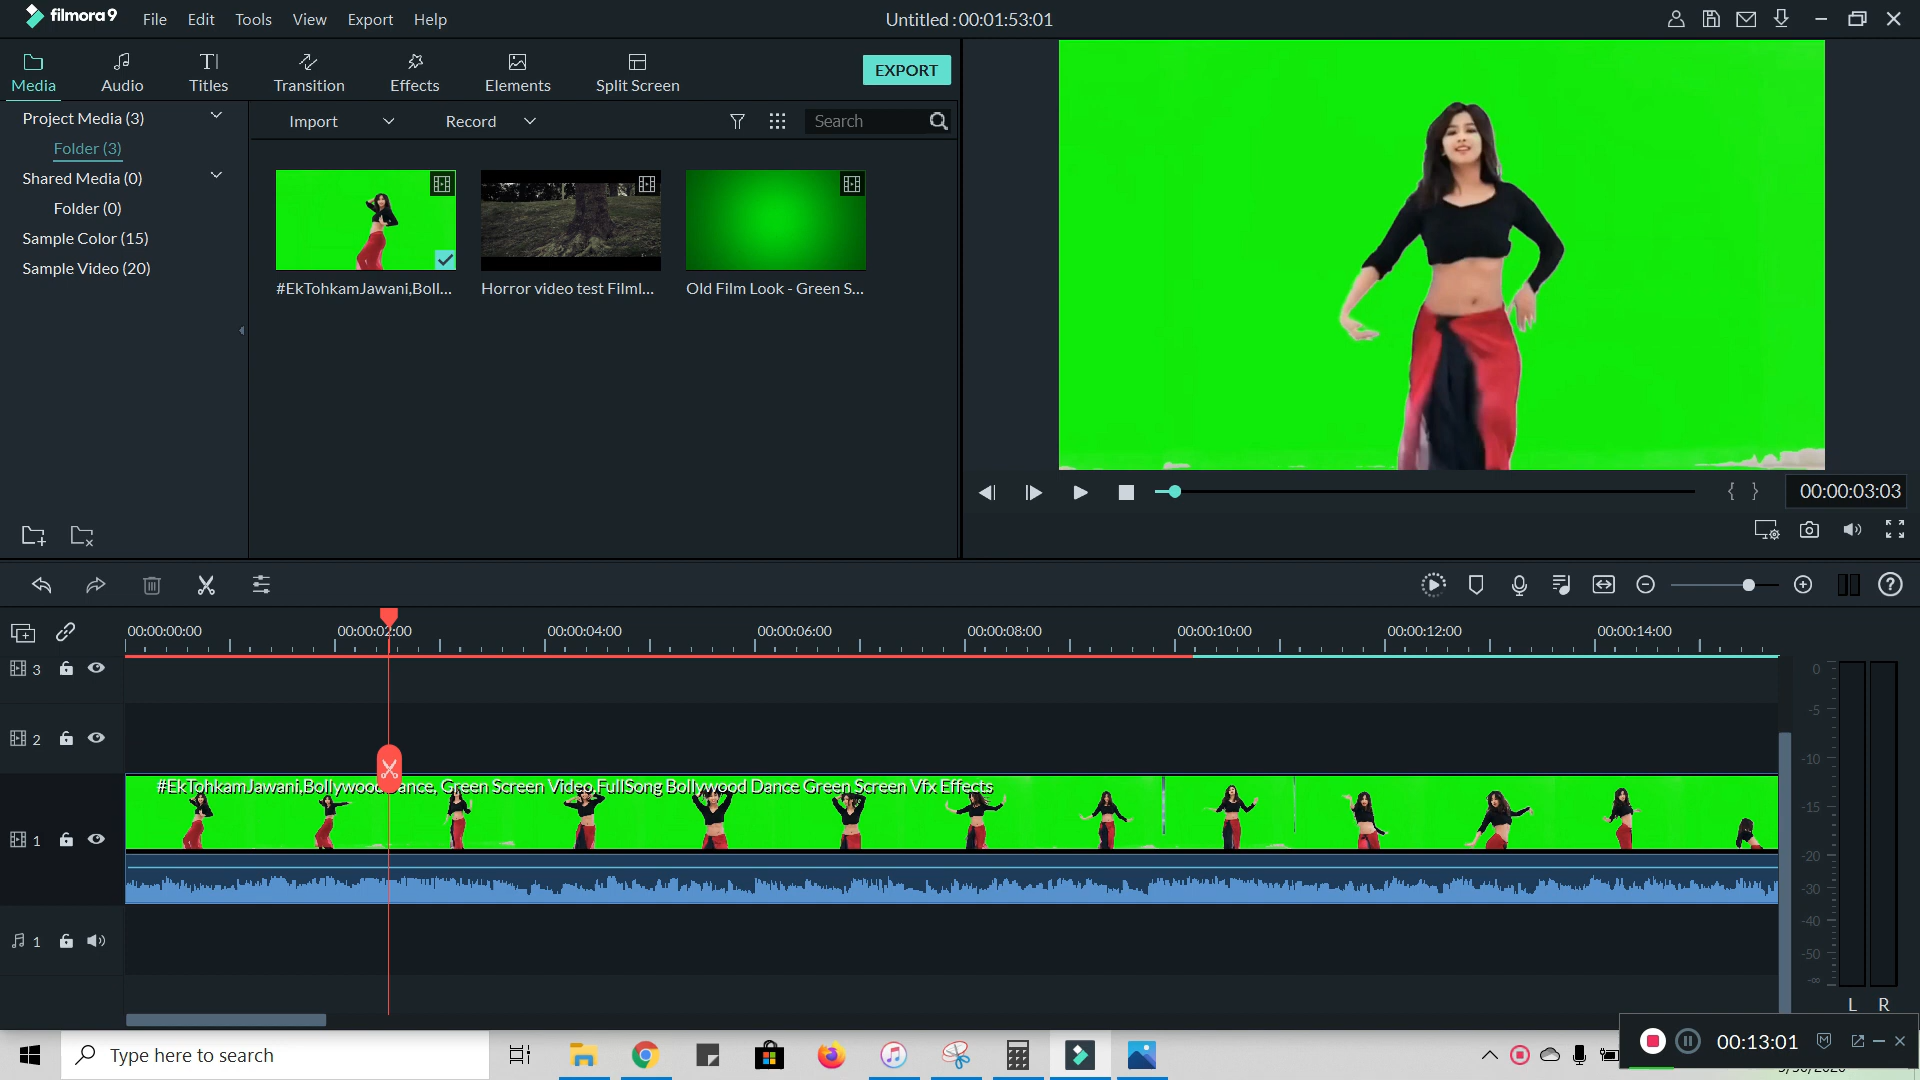 filmora9 File Edit Tools View Export Help Untitled : 00:01:53:01
Media Audio Titles Transition Effects Elements Split Screen EXPORT
Project Media (3)
Folder (3)
Shared Media (0)
Folder (0)
Sample Color (15)
Sample Video (20)
Import Record Search
#EkTohkamJawani,Boll... Horror video test Filml... Old Film Look - Green S...
{ } 00:00:03:03
00:00:00:00 00:00:02:00 00:00:04:00 00:00:06:00 00:00:08:00 00:00:10:00 00:00:12:00 00:00:14:00
3
2
#EkTohkamJawani,Bollywood Dance, Green Screen Video,FullSong Bollywood Dance Green Screen Vfx Effects
1
1
0
-5
-10
-15
-20
-30
-40
-50
-∞
L R
Type here to search
00:13:01